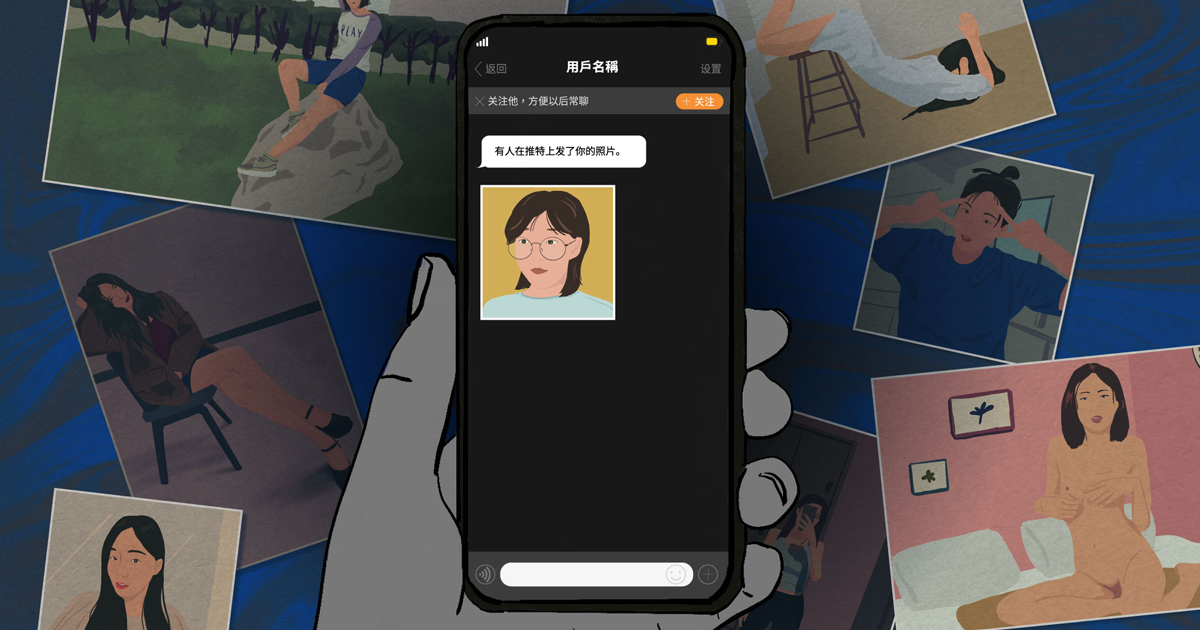 PLAY
返回
用戶名稱
设置
关注他，方便以后常聊
+ 关注
有人在推特上发了你的照片。